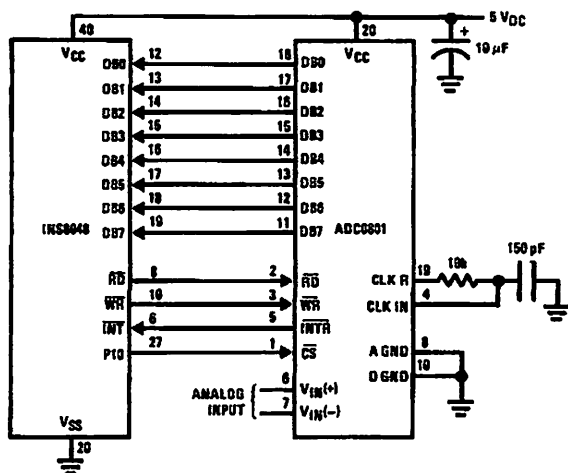 5 VDC
40
20
+
10 µF
VCC
VCC
DB0 12 18 DB0
DB1 13 17 DB1
DB2 14 16 DB2
DB3 15 15 DB3
DB4 16 14 DB4
DB5 17 13 DB5
DB6 18 12 DB6
DB7 19 11 DB7
INS8048
ADC0801
RD 8 2 RD
WR 10 3 WR
INT 6 5 INTR
P10 27 1 CS
CLK R 19 10k 150 pF
CLK IN 4
A GND 8
D GND 10
ANALOG INPUT
6 VIN(+)
7 VIN(−)
VSS
20